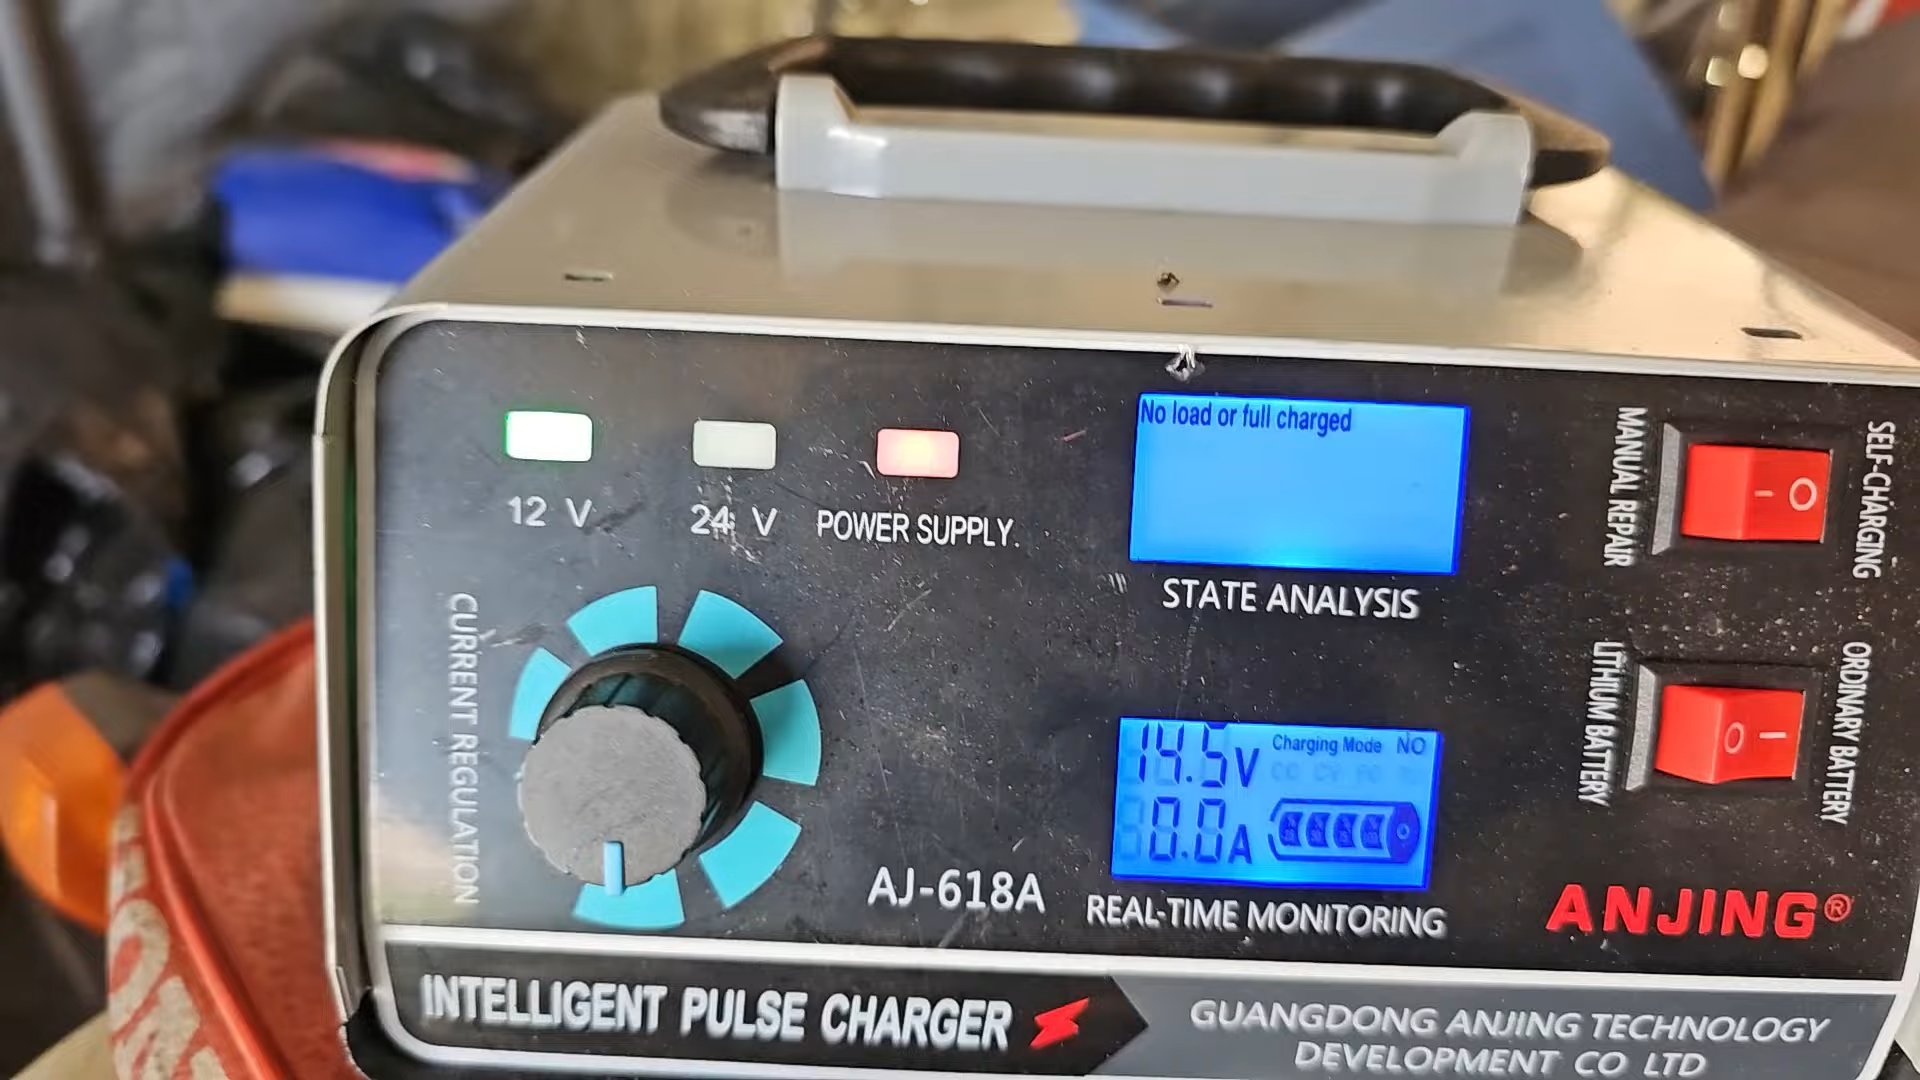 No load or full charged
12 V
24 V
POWER SUPPLY.
STATE ANALYSIS
MANUAL REPAIR
SELF-CHARGING
CURRENT REGULATION
14.5V
Charging Mode NO
0.0A
LITHIUM BATTERY
ORDINARY BATTERY
AJ-618A
REAL-TIME MONITORING
ANJING®
INTELLIGENT PULSE CHARGER
GUANGDONG ANJING TECHNOLOGY
DEVELOPMENT CO LTD